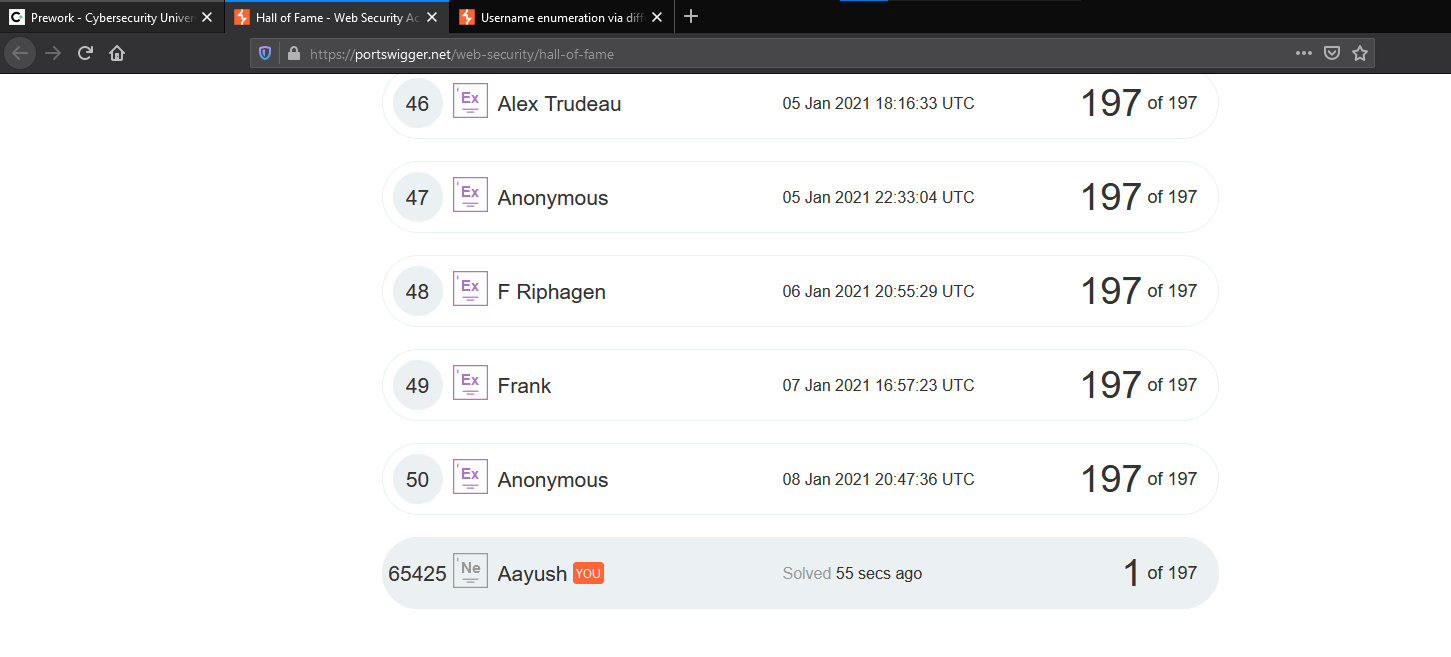 Prework - Cybersecurity Univer
Hall of Fame - Web Security Ac
Username enumeration via diff
https://portswigger.net/web-security/hall-of-fame
46 'Ex Alex Trudeau 05 Jan 2021 18:16:33 UTC 197 of 197
47 'Ex Anonymous 05 Jan 2021 22:33:04 UTC 197 of 197
48 'Ex F Riphagen 06 Jan 2021 20:55:29 UTC 197 of 197
49 'Ex Frank 07 Jan 2021 16:57:23 UTC 197 of 197
50 'Ex Anonymous 08 Jan 2021 20:47:36 UTC 197 of 197
65425 'Ne Aayush YOU Solved 55 secs ago 1 of 197